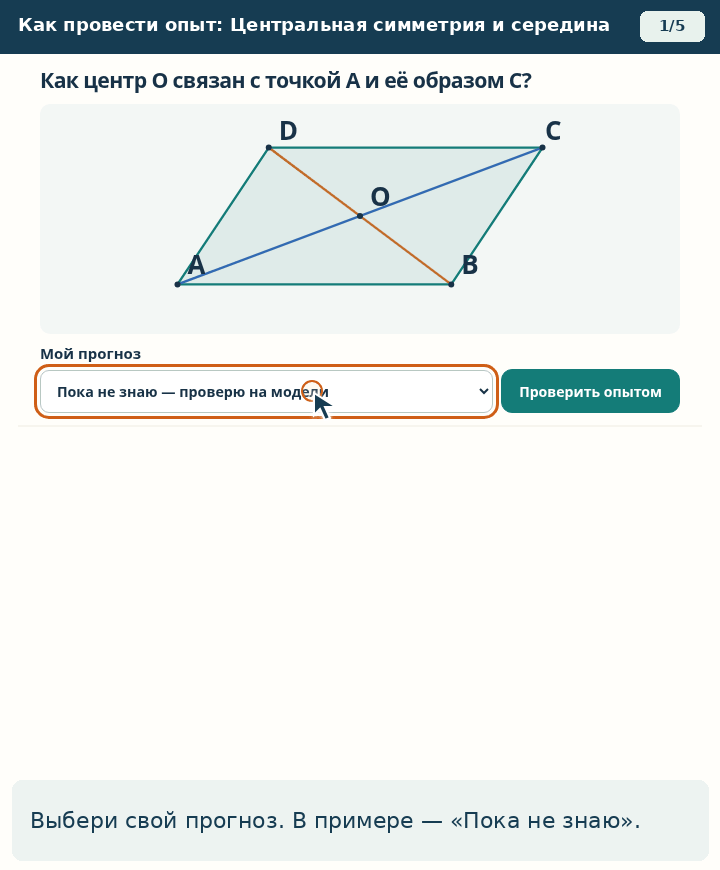 Как провести опыт: Центральная симметрия и середина
1/5
Как центр O связан с точкой A и её образом C?
D
C
O
A
B
Мой прогноз
Пока не знаю — проверю на модели
Проверить опытом
Выбери свой прогноз. В примере — «Пока не знаю».